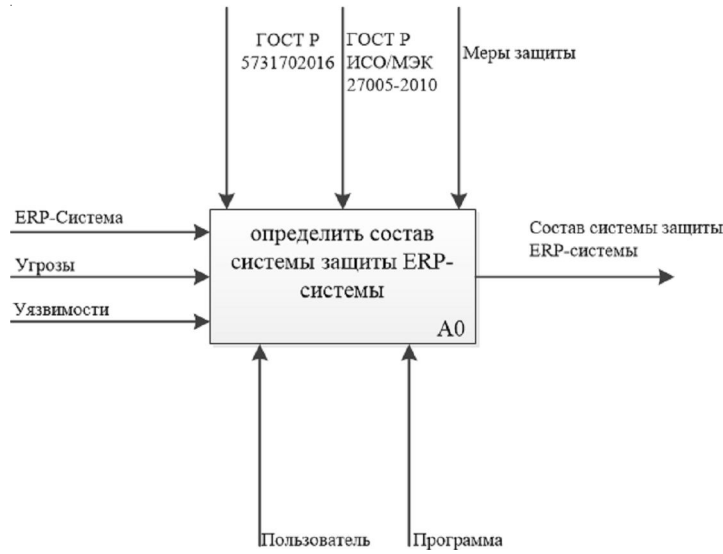 ГОСТ Р
5731702016
ГОСТ Р
ИСО/МЭК
27005-2010
Меры защиты
ERP-Система
Угрозы
Уязвимости
определить состав
системы защиты ERP-
системы
A0
Состав системы защиты
ERP-системы
Пользователь
Программа